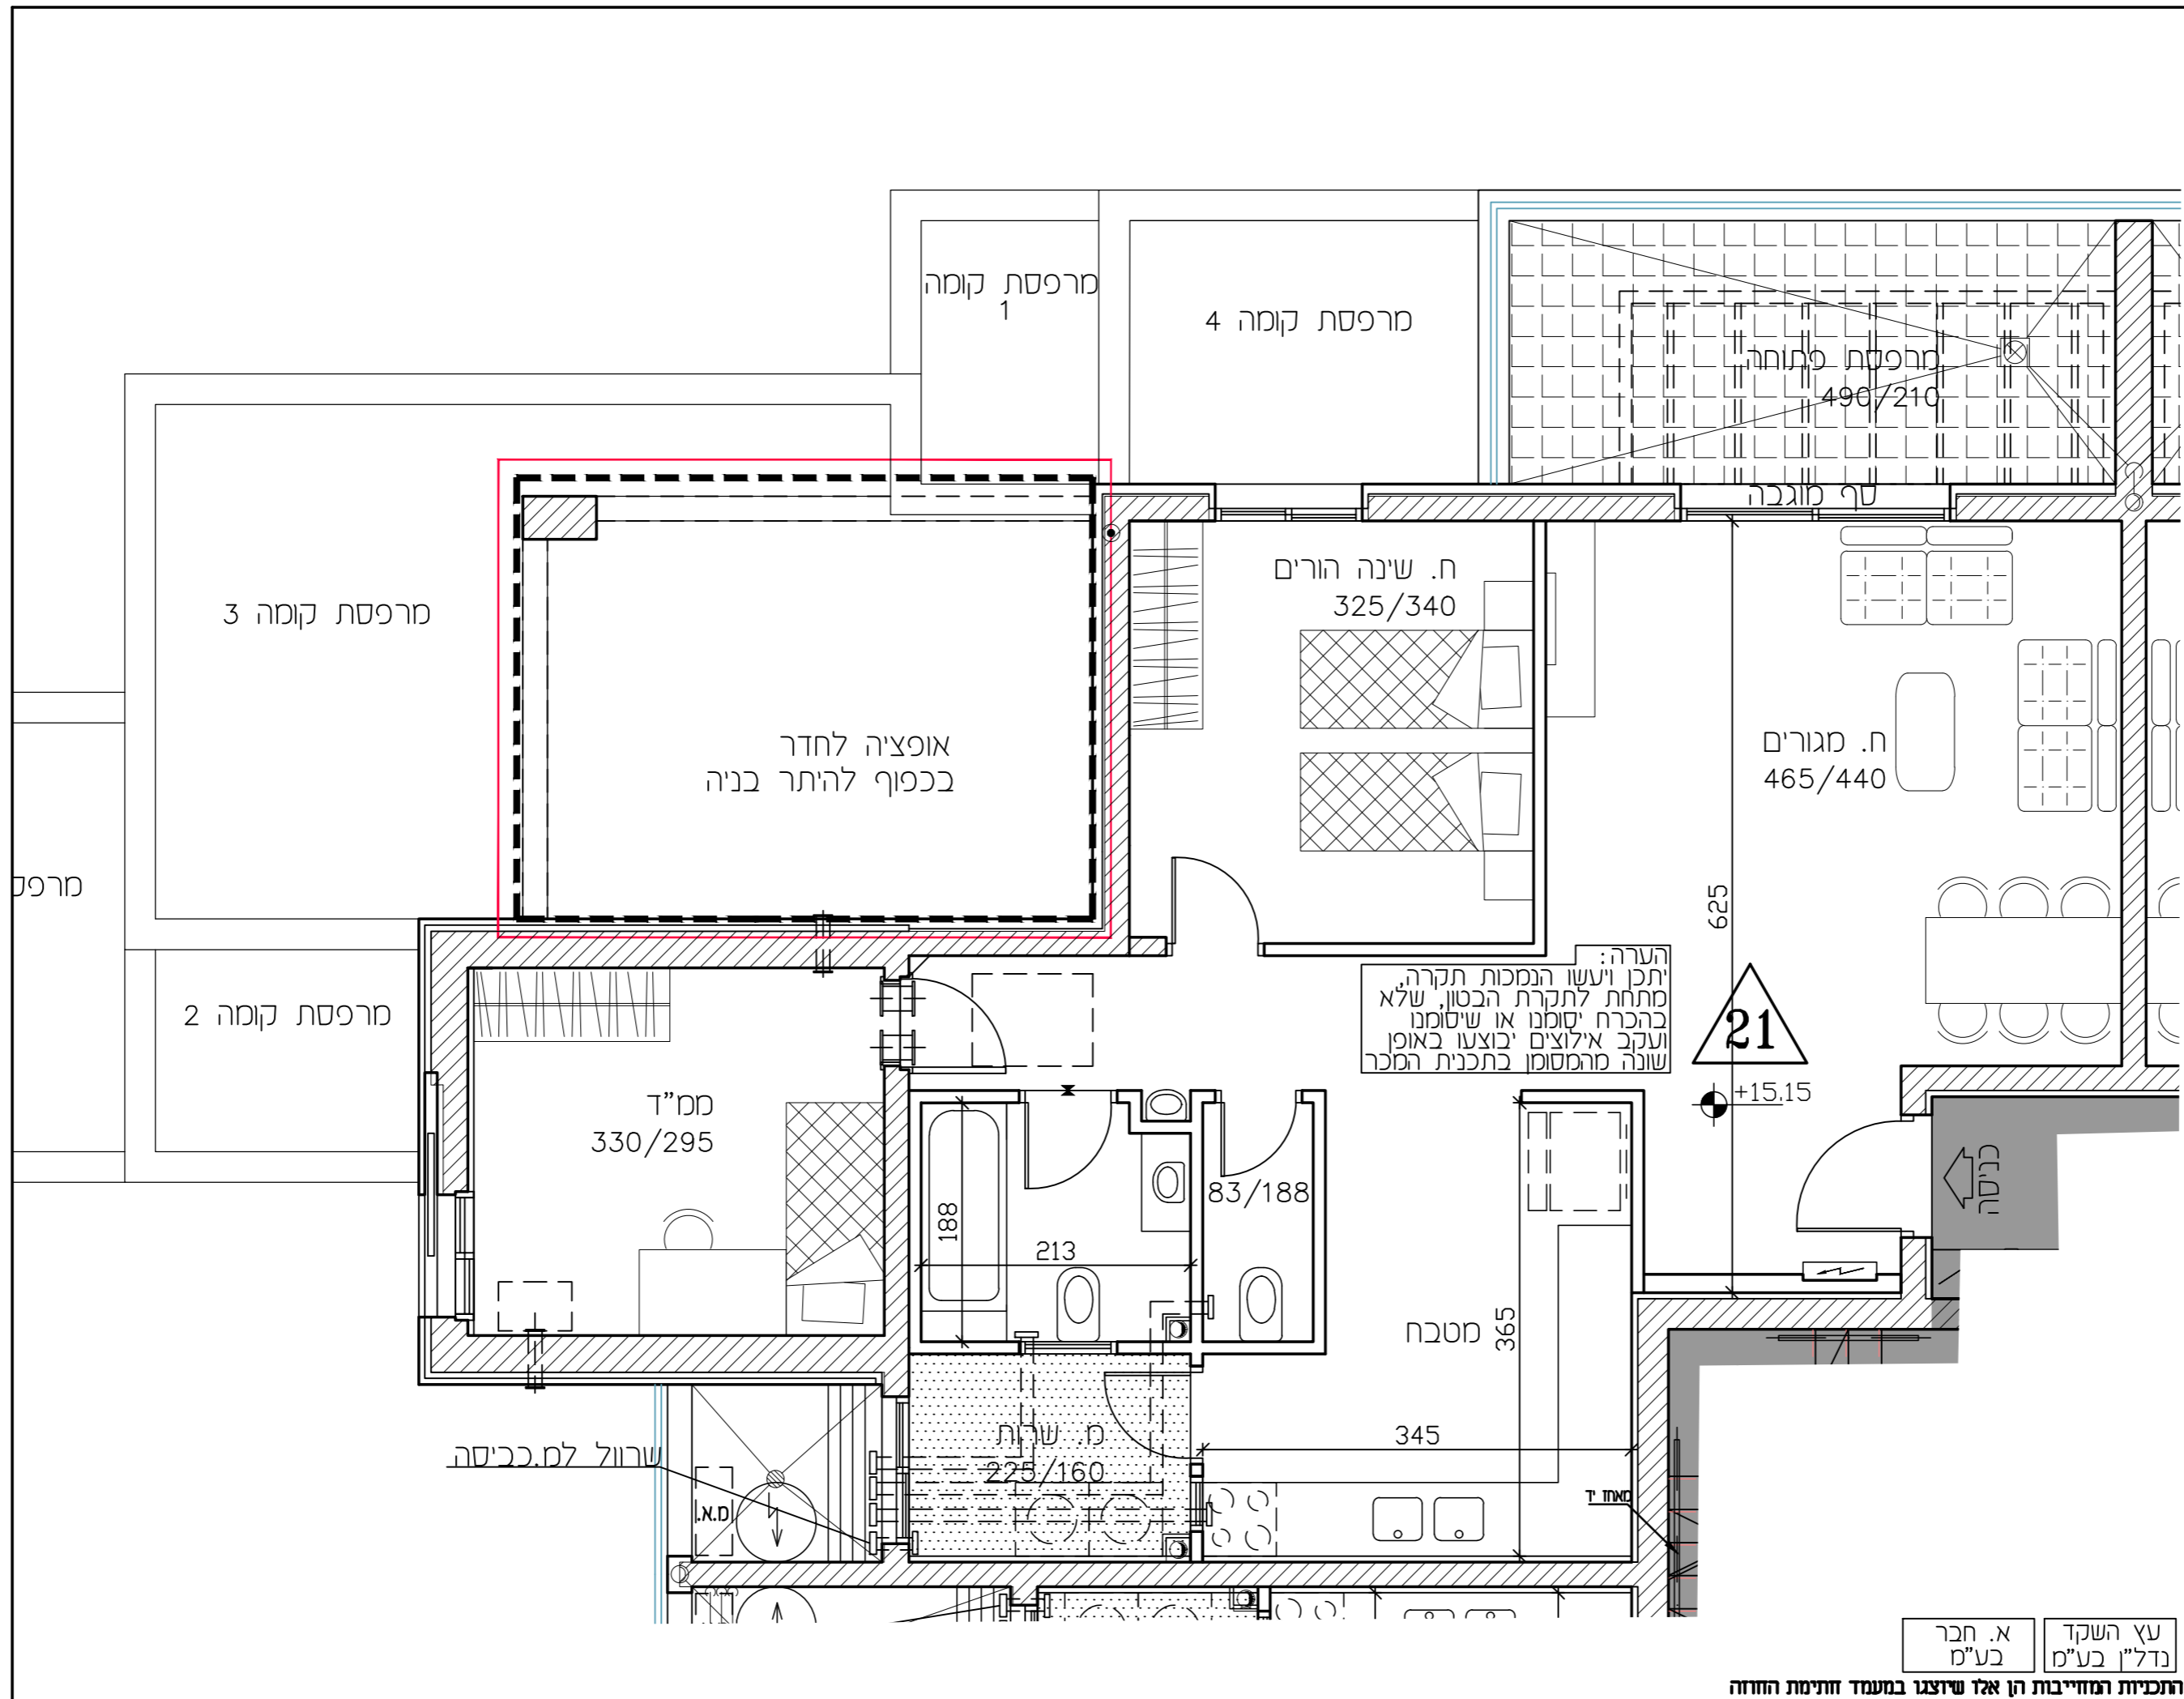 מרפסת קומה
1
מרפסת קומה 4
מרפסת פתוחה
490/210
סף מוגבה
מרפסת קומה 3
ח. שינה הורים
325/340
אופציה לחדר
בכפוף להיתר בניה
ח. מגורים
465/440
625
מרפס
מרפסת קומה 2
הערה:
יתכן ויעשו הנמכות תקרה,
מתחת לתקרת הבטון, שלא
בהכרח יסומנו או שיסומנו
ועקב אילוצים יבוצעו באופן
שונה מהמסומן בתכנית המכר
21
+15.15
ממ"ד
330/295
כניסה
83/188
188
213
מטבח
365
345
מ. שרות
225/160
שרוול למ.כביסה
מ.א.
מאחז יד
עץ השקד
נדל"ן בע"מ
א. חבר
בע"מ
התכניות המחייבות הן אלו שיוצגו במעמד חתימת החוזה